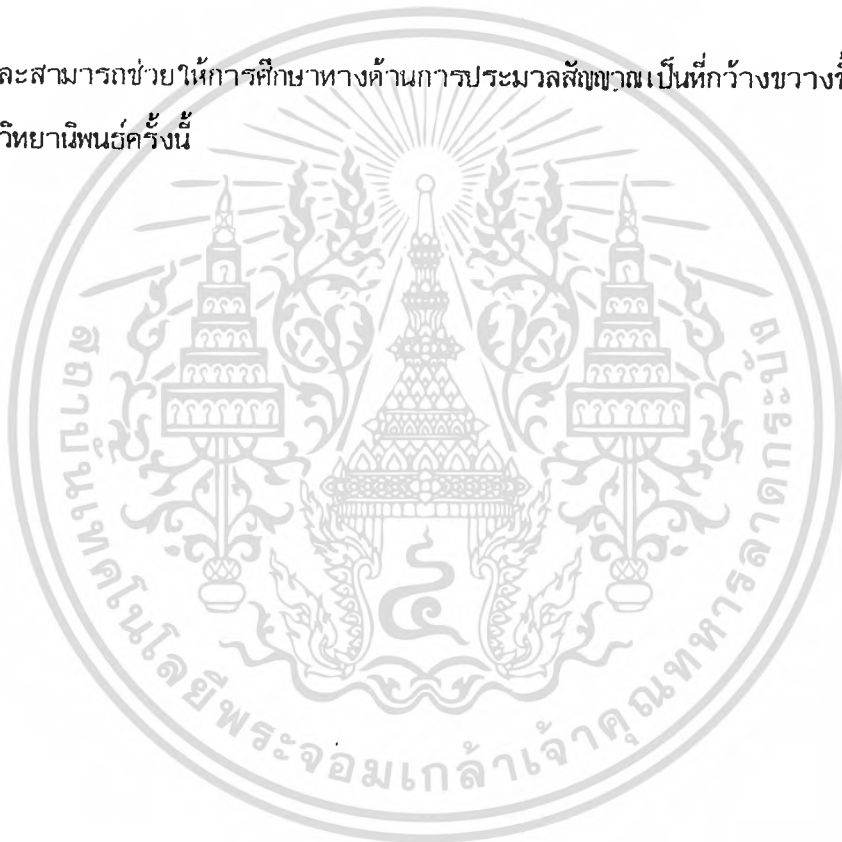 ละสามารถช่วยให้การศึกษาทางด้านการประมวลสัญญาณเป็นที่กว้างขวาง
วิทยานิพนธ์ครั้งนี้
สถาบันเทคโนโลยีพระจอมเกล้าเจ้าคุณทหารลาดกระบัง
๔